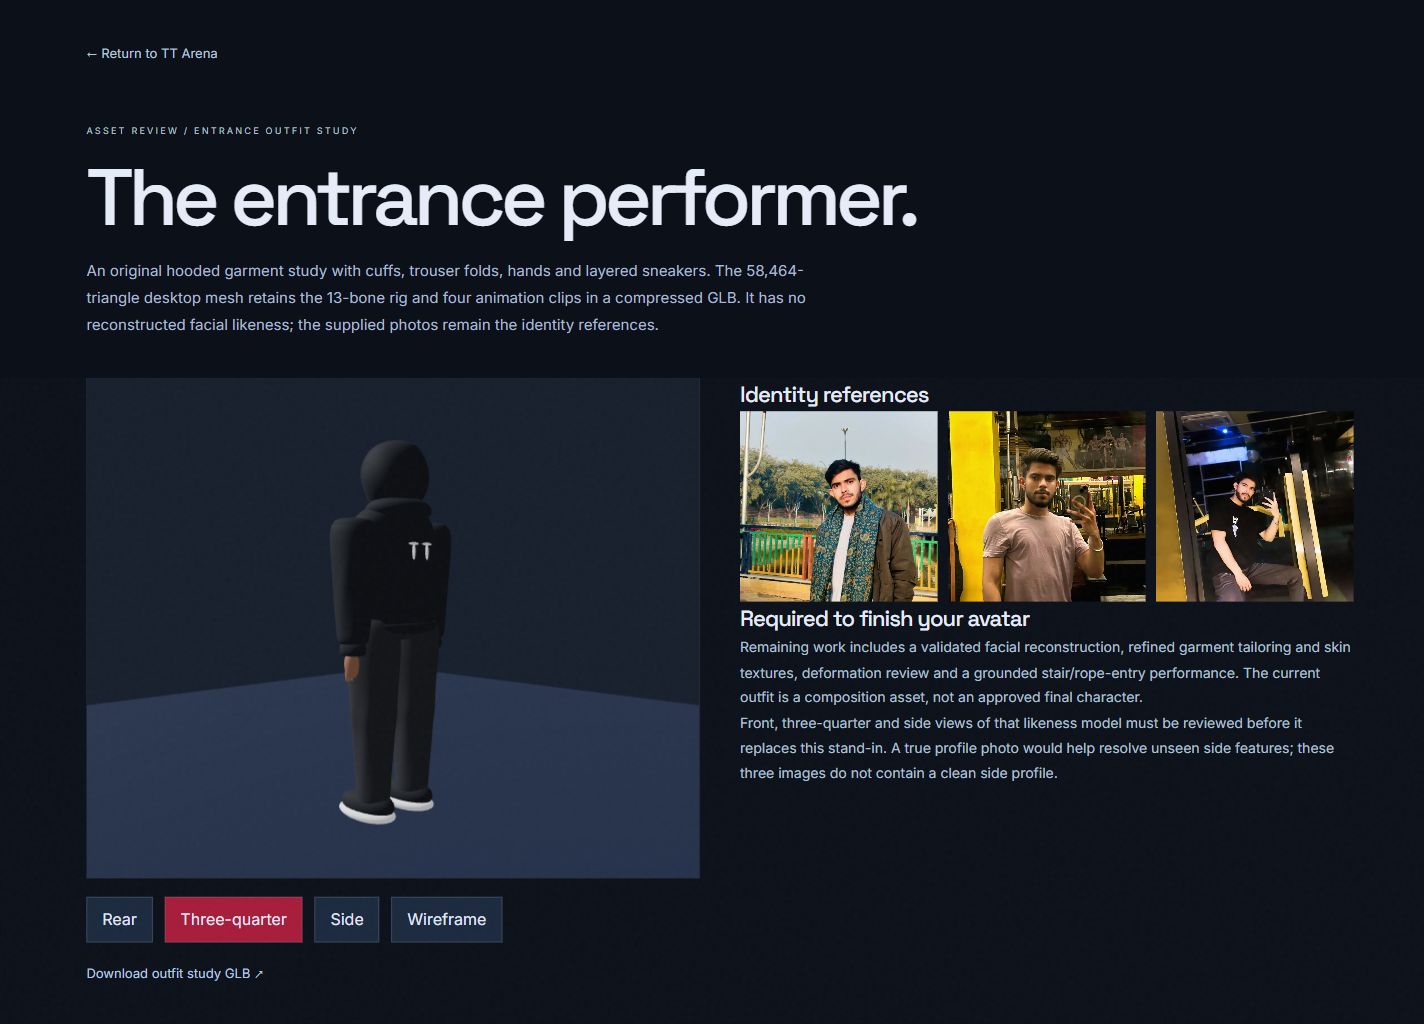 ← Return to TT Arena
ASSET REVIEW / ENTRANCE OUTFIT STUDY
The entrance performer.
An original hooded garment study with cuffs, trouser folds, hands and layered sneakers. The 58,464-
triangle desktop mesh retains the 13-bone rig and four animation clips in a compressed GLB. It has no
reconstructed facial likeness; the supplied photos remain the identity references.
TT
Identity references
Required to finish your avatar
Remaining work includes a validated facial reconstruction, refined garment tailoring and skin
textures, deformation review and a grounded stair/rope-entry performance. The current
outfit is a composition asset, not an approved final character.
Front, three-quarter and side views of that likeness model must be reviewed before it
replaces this stand-in. A true profile photo would help resolve unseen side features; these
three images do not contain a clean side profile.
Rear
Three-quarter
Side
Wireframe
Download outfit study GLB ↗